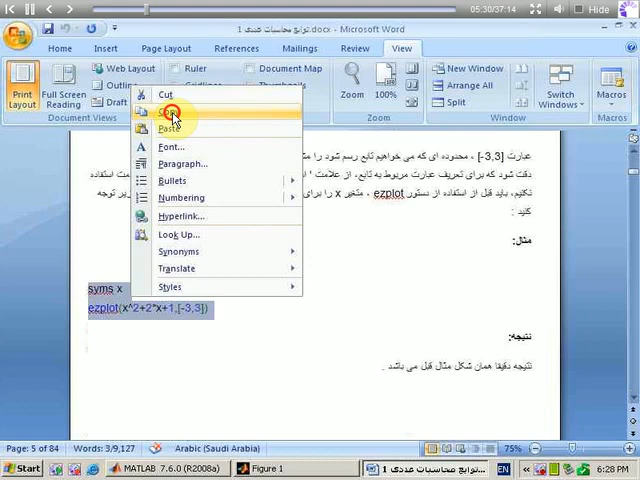 05:30/37:14
Hide
توابع محاسبات عددی 1.docx - Microsoft Word
Home
Page Layout
References
Mailings
Review
View
Print Layout
Full Screen Reading
Web Layout
Outline
Draft
Document Views
Ruler
Document Map
Gridlines
Thumbnails
Zoom
100%
Zoom
New Window
Arrange All
Split
Macros
Macros
Cut
Copy
Paste
Font...
Paragraph...
Bullets
Numbering
Hyperlink...
Look Up...
Synonyms
Translate
Styles
عبارت [-3,3] ، محدوده ای که می خواهیم تابع رسم شود را
دقت شود که برای تعریف عبارت مربوط به تابع، از علامت '
نکنیم، باید قبل از استفاده از دستور ezplot ، متغیر x را برای
زیر توجه
کنید :
مثال:
syms x
ezplot(x^2+2*x+1,[-3,3])
نتیجه:
نتیجه دقیقا همان شکل مثال قبل می باشد .
Page: 5 of 84
Words: 3/9,127
Arabic (Saudi Arabia)
75%
Start
MATLAB 7.6.0 (R2008a)
Figure 1
توابع محاسبات عددی 1...
EN
6:28 PM